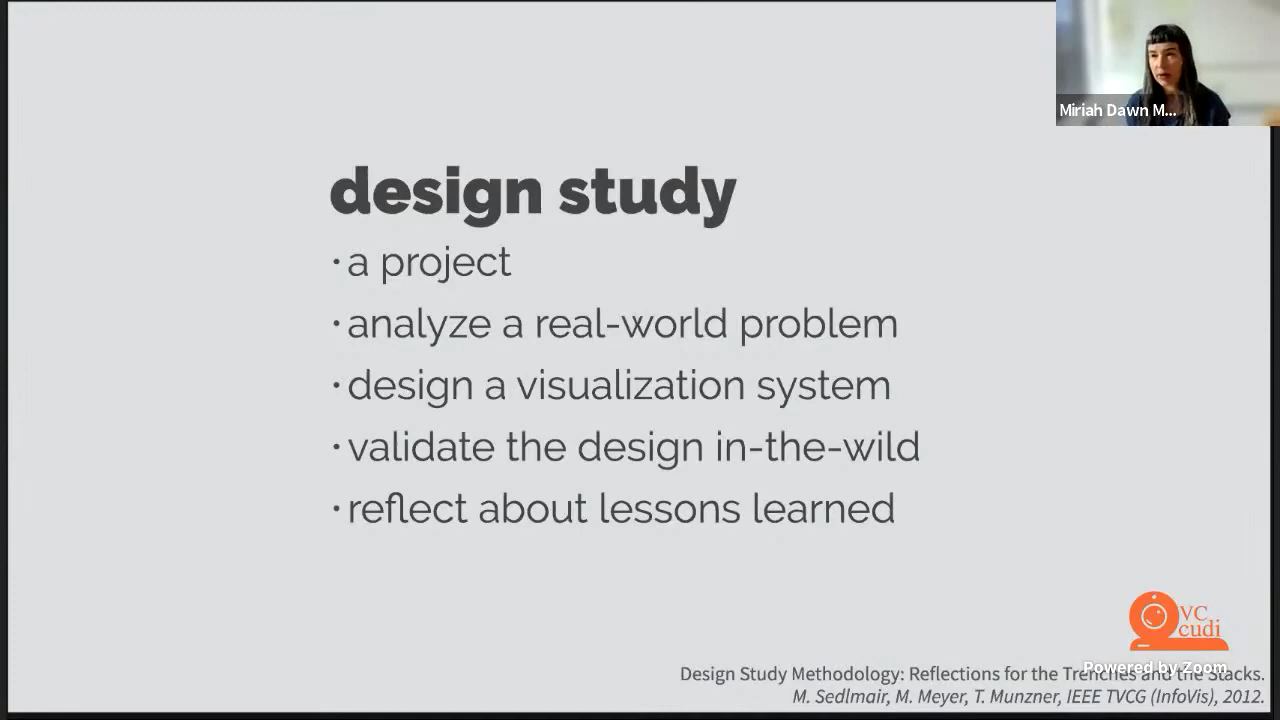 Miriah Dawn M...
design study
· a project
· analyze a real-world problem
· design a visualization system
· validate the design in-the-wild
· reflect about lessons learned
VC
cudi
Powered by Zoom
Design Study Methodology: Reflections for the Trenches and the Stacks.
M. Sedlmair, M. Meyer, T. Munzner, IEEE TVCG (InfoVis), 2012.